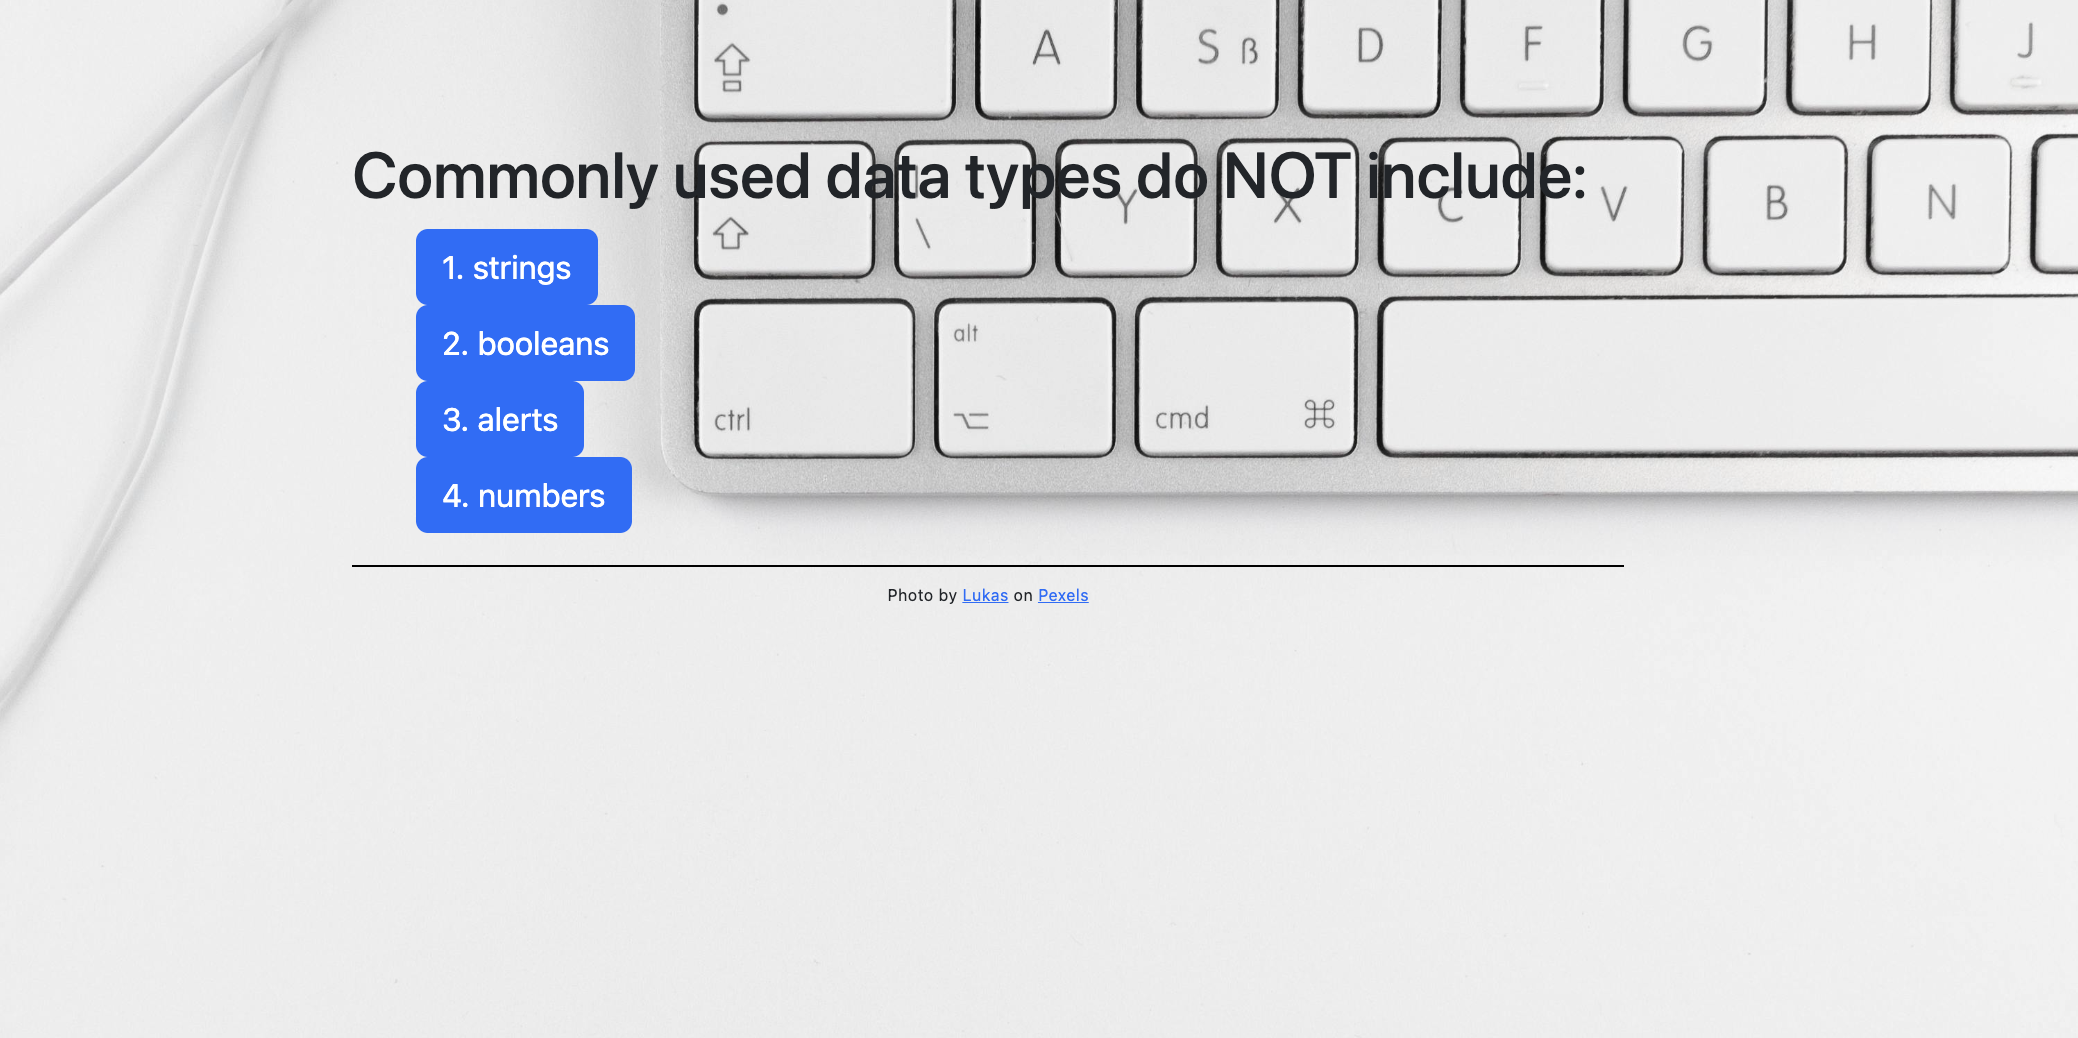 A S ß D F G H J
Commonly used data types do NOT include:
\ Y X C V B N
1. strings
2. booleans
alt
3. alerts
ctrl cmd ⌘
4. numbers
Photo by Lukas on Pexels